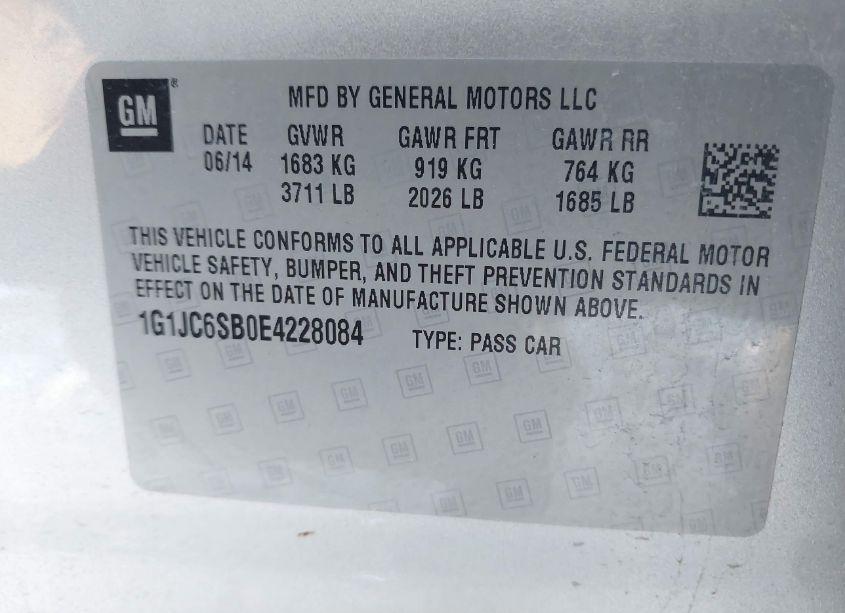 GM®
MFD BY GENERAL MOTORS LLC
DATE GVWR GAWR FRT GAWR RR
06/14 1683 KG 919 KG 764 KG
3711 LB 2026 LB 1685 LB
THIS VEHICLE CONFORMS TO ALL APPLICABLE U.S. FEDERAL MOTOR
VEHICLE SAFETY, BUMPER, AND THEFT PREVENTION STANDARDS IN
EFFECT ON THE DATE OF MANUFACTURE SHOWN ABOVE.
1G1JC6SB0E4228084 TYPE: PASS CAR